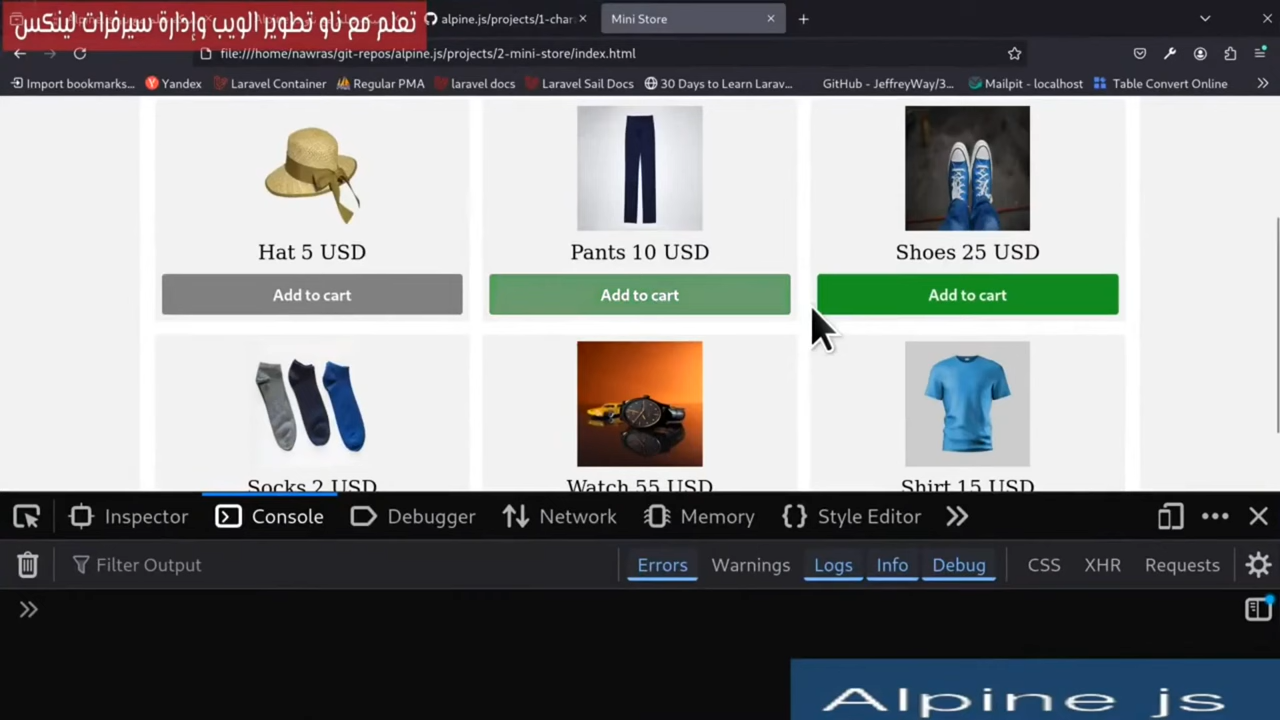 تعلم مع ناو تطوير الويب وإدارة سيرفرات لينكس
alpine.js/projects/1-char
Mini Store
file:///home/nawras/git-repos/alpine.js/projects/2-mini-store/index.html
Import bookmarks...
Yandex
Laravel Container
Regular PMA
laravel docs
Laravel Sail Docs
30 Days to Learn Larav...
GitHub - JeffreyWay/3...
Mailpit - localhost
Table Convert Online
Hat 5 USD
Pants 10 USD
Shoes 25 USD
Add to cart
Add to cart
Add to cart
Socks 2 USD
Watch 55 USD
Shirt 15 USD
Inspector
Console
Debugger
Network
Memory
Style Editor
Filter Output
Errors
Warnings
Logs
Info
Debug
CSS
XHR
Requests
Alpine js